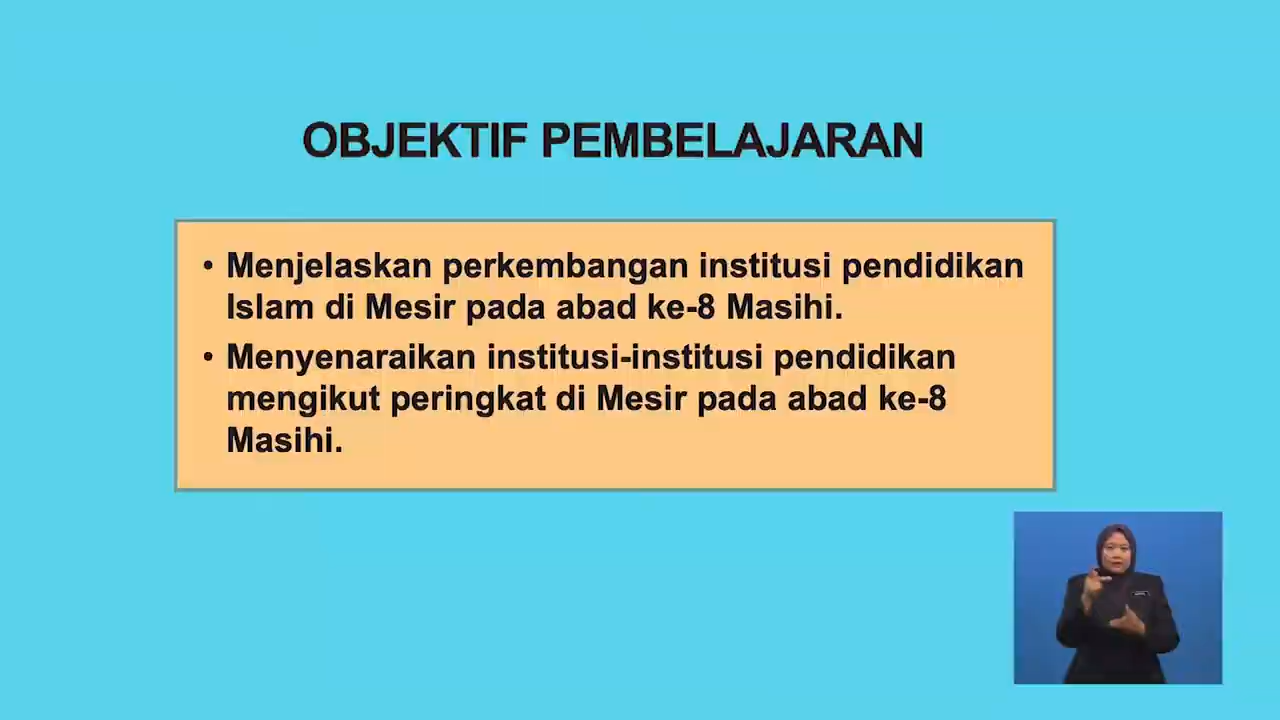 OBJEKTIF PEMBELAJARAN
• Menjelaskan perkembangan institusi pendidikan
Islam di Mesir pada abad ke-8 Masihi.
• Menyenaraikan institusi-institusi pendidikan
mengikut peringkat di Mesir pada abad ke-8
Masihi.